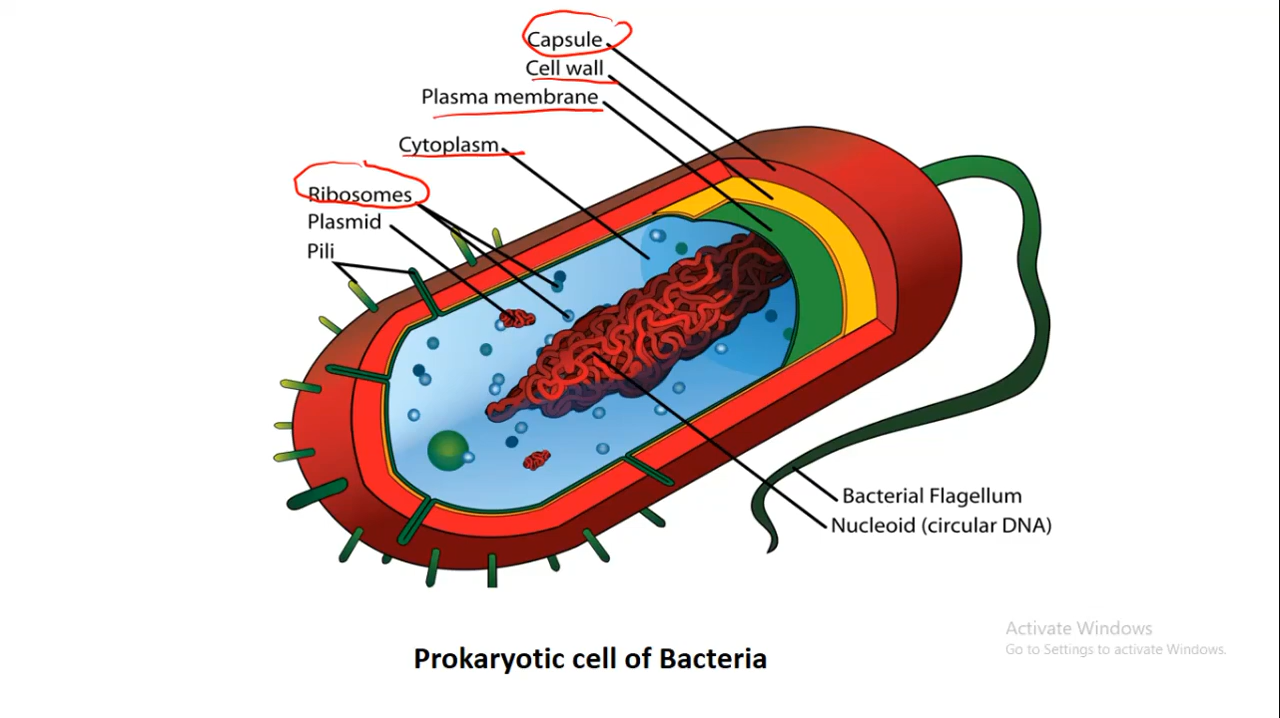 Capsule
Cell wall
Plasma membrane
Cytoplasm
Ribosomes
Plasmid
Pili
Bacterial Flagellum
Nucleoid (circular DNA)
Activate Windows
Go to Settings to activate Windows.
Prokaryotic cell of Bacteria